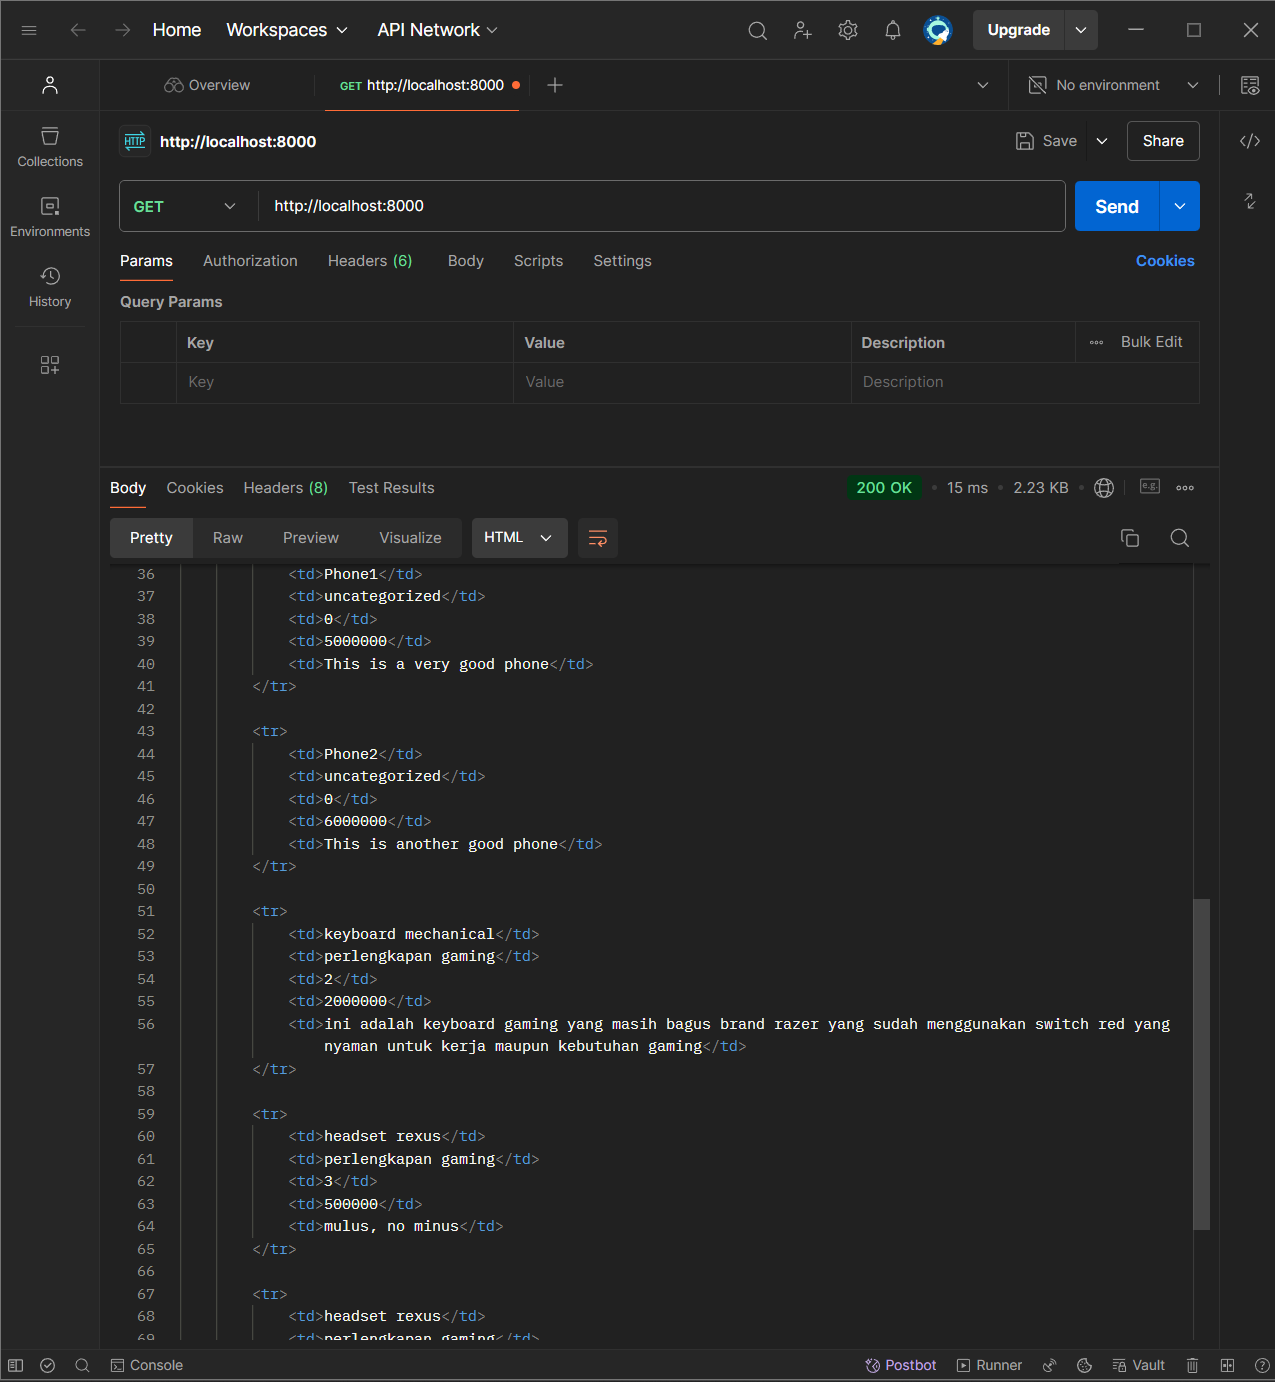 Home Workspaces API Network Upgrade
Overview GET http://localhost:8000 No environment
HTTP http://localhost:8000 Save Share
Collections
GET http://localhost:8000 Send
Environments
Params Authorization Headers (6) Body Scripts Settings Cookies
History
Query Params
Key Value Description Bulk Edit
Key Value Description
Body Cookies Headers (8) Test Results 200 OK 15 ms 2.23 KB e.g.
Pretty Raw Preview Visualize HTML
36 <td>Phone1</td>
37 <td>uncategorized</td>
38 <td>0</td>
39 <td>5000000</td>
40 <td>This is a very good phone</td>
41 </tr>
42
43 <tr>
44 <td>Phone2</td>
45 <td>uncategorized</td>
46 <td>0</td>
47 <td>6000000</td>
48 <td>This is another good phone</td>
49 </tr>
50
51 <tr>
52 <td>keyboard mechanical</td>
53 <td>perlengkapan gaming</td>
54 <td>2</td>
55 <td>2000000</td>
56 <td>ini adalah keyboard gaming yang masih bagus brand razer yang sudah menggunakan switch red yang
nyaman untuk kerja maupun kebutuhan gaming</td>
57 </tr>
58
59 <tr>
60 <td>headset rexus</td>
61 <td>perlengkapan gaming</td>
62 <td>3</td>
63 <td>500000</td>
64 <td>mulus, no minus</td>
65 </tr>
66
67 <tr>
68 <td>headset rexus</td>
69 <td>perlengkapan gaming</td>
Console Postbot Runner Vault